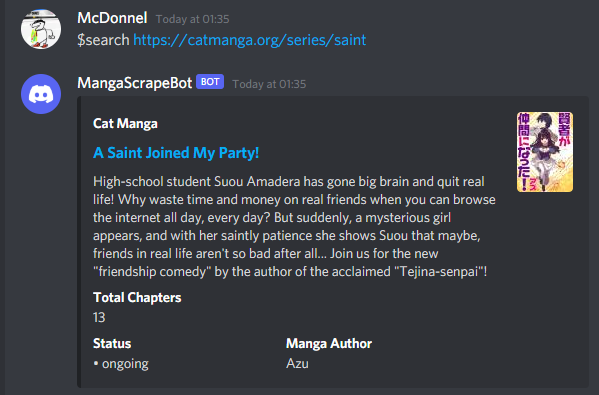 McDonnel Today at 01:35
$search https://catmanga.org/series/saint
MangaScrapeBot BOT Today at 01:35
Cat Manga
A Saint Joined My Party!
High-school student Suou Amadera has gone big brain and quit real
life! Why waste time and money on real friends when you can browse
the internet all day, every day? But suddenly, a mysterious girl
appears, and with her saintly patience she shows Suou that maybe,
friends in real life aren't so bad after all... Join us for the new
"friendship comedy" by the author of the acclaimed "Tejina-senpai"!
Total Chapters
13
Status
• ongoing
Manga Author
Azu
賢者が
仲間になった!
アズ